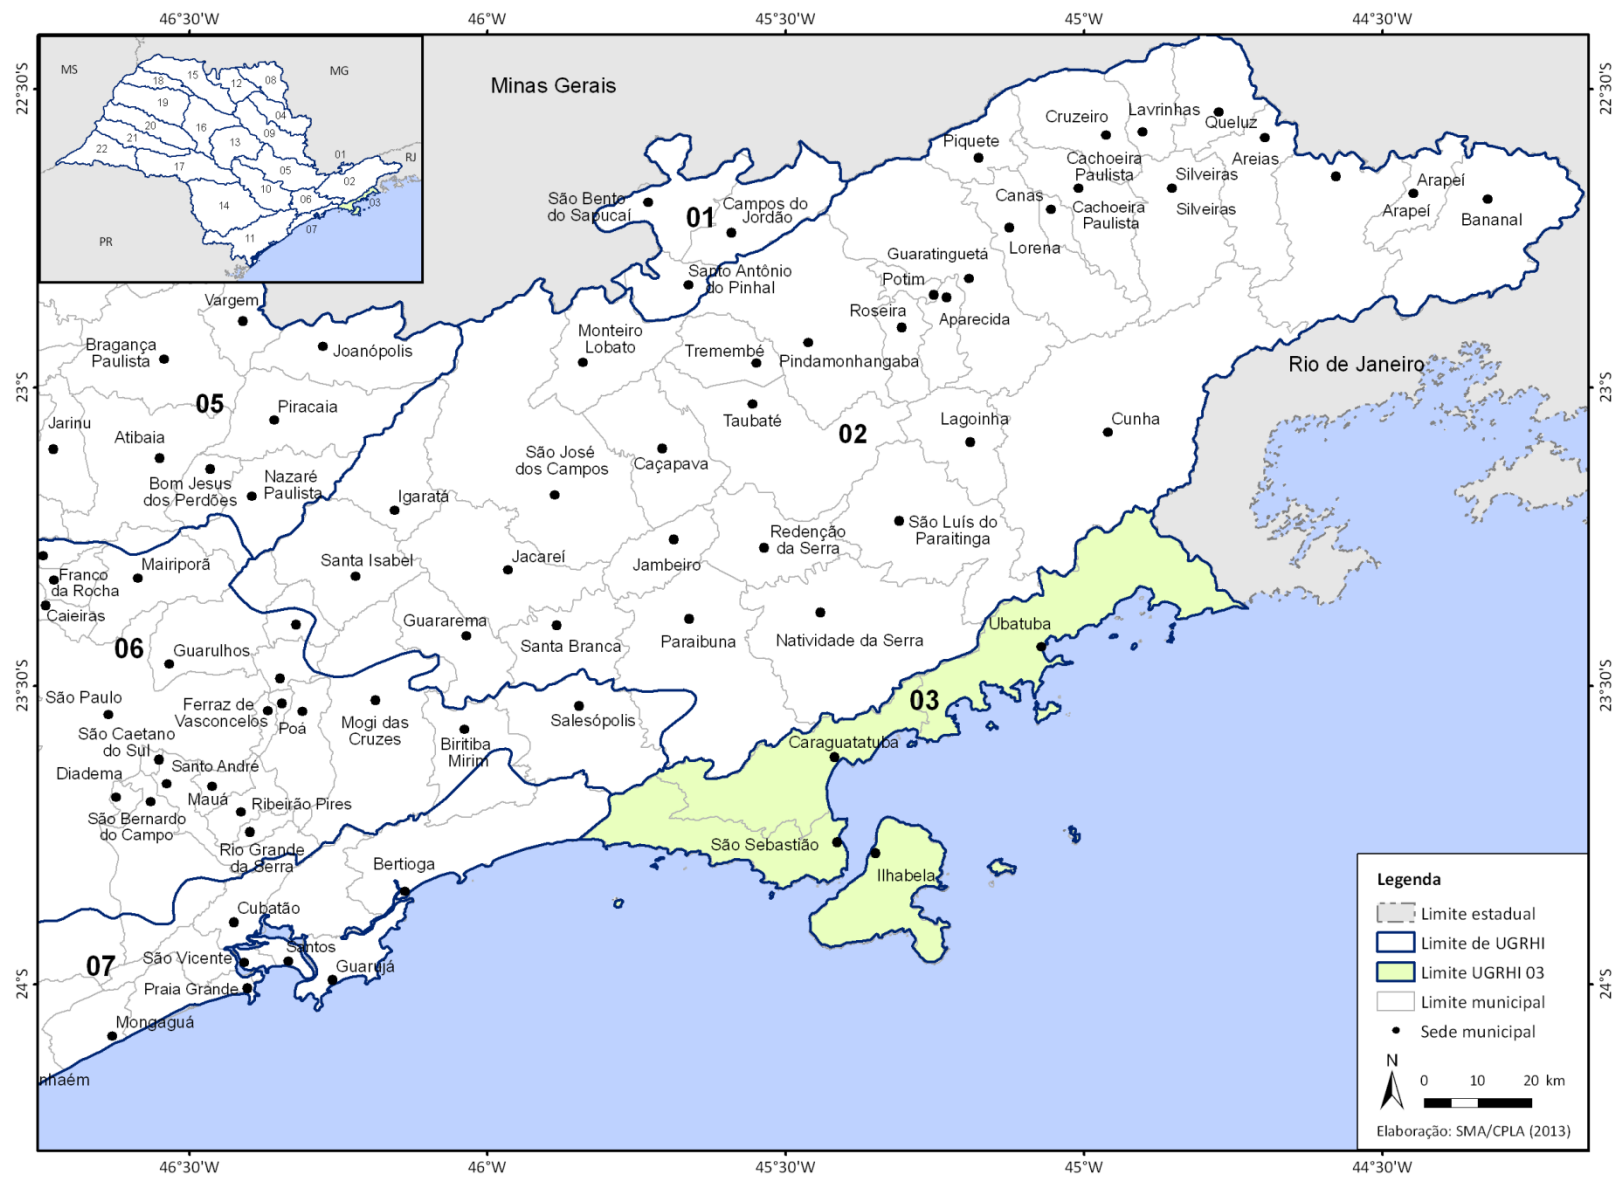 46°30'W
46°W
45°30'W
45°W
44°30'W
22°30'S
23°S
23°30'S
24°S
MS
MG
RJ
PR
15
18
12
08
19
04
20
16
09
21
13
22
17
05
01
02
10
06
03
14
07
11
Minas Gerais
Rio de Janeiro
Lavrinhas
Cruzeiro
Queluz
Piquete
Areias
Cachoeira
Paulista
Silveiras
Arapeí
Canas
Cachoeira
Paulista
Silveiras
Arapeí
Bananal
São Bento
do Sapucaí
01
Campos do
Jordão
Lorena
Guaratinguetá
Santo Antônio
do Pinhal
Potim
Roseira
Aparecida
Vargem
Monteiro
Lobato
Bragança
Paulista
Joanópolis
Tremembé
Pindamonhangaba
05
Piracaia
Taubaté
02
Lagoinha
Cunha
Jarinu
Atibaia
São José
dos Campos
Caçapava
Bom Jesus
dos Perdões
Nazaré
Paulista
Igaratá
Redenção
da Serra
São Luís do
Paraitinga
Mairiporã
Santa Isabel
Jacareí
Jambeiro
Franco
da Rocha
Caieiras
Guararema
06
Guarulhos
Santa Branca
Paraibuna
Natividade da Serra
Ubatuba
São Paulo
Ferraz de
Vasconcelos
Poá
Mogi das
Cruzes
Biritiba
Mirim
Salesópolis
03
São Caetano
do Sul
Caraguatatuba
Diadema
Santo André
Mauá
Ribeirão Pires
São Bernardo
do Campo
Rio Grande
da Serra
São Sebastião
Bertioga
Ilhabela
Cubatão
07
São Vicente
Santos
Guarujá
Praia Grande
Mongaguá
nhaém
Legenda
Limite estadual
Limite de UGRHI
Limite UGRHI 03
Limite municipal
Sede municipal
N
0 10 20 km
Elaboração: SMA/CPLA (2013)
46°30'W
46°W
45°30'W
45°W
44°30'W
22°30'S
23°S
23°30'S
24°S